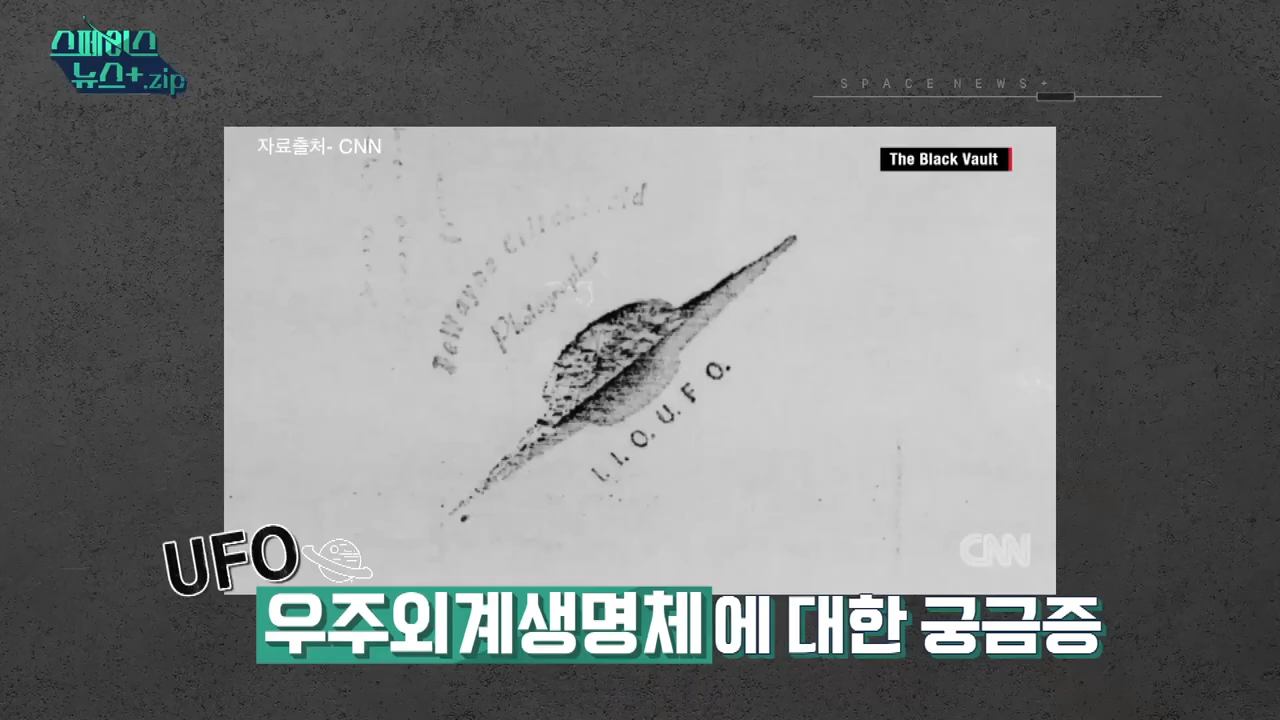 스페이스
뉴스+.zip
SPACE NEWS+
자료출처- CNN
The Black Vault
Photographer
I. I. O. U. F O.
CNN
UFO
우주외계생명체에 대한 궁금증